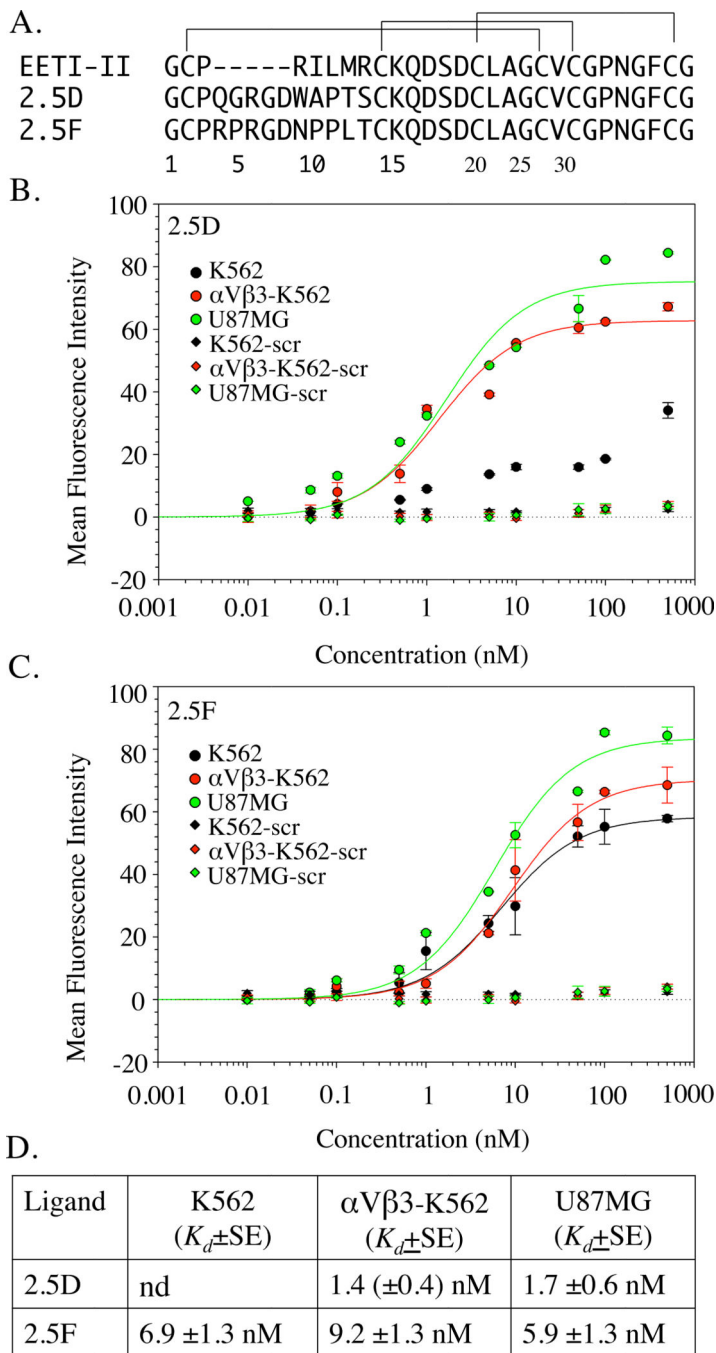 A.
EETI-II GCP-----RILMRCKQDSDCLAGCVCGPNGFCG
2.5D GCPQGRGDWAPTSCKQDSDCLAGCVCGPNGFCG
2.5F GCPRPRGDNPPLTCKQDSDCLAGCVCGPNGFCG
1 5 10 15 20 25 30
B.
100
80
60
40
20
0
-20
Mean Fluorescence Intensity
2.5D
K562
αVβ3-K562
U87MG
K562-scr
αVβ3-K562-scr
U87MG-scr
0.001 0.01 0.1 1 10 100 1000
Concentration (nM)
C.
100
80
60
40
20
0
-20
Mean Fluorescence Intensity
2.5F
K562
αVβ3-K562
U87MG
K562-scr
αVβ3-K562-scr
U87MG-scr
0.001 0.01 0.1 1 10 100 1000
Concentration (nM)
D.
Ligand K562 αVβ3-K562 U87MG
(Kd±SE) (Kd±SE) (Kd±SE)
2.5D nd 1.4 (±0.4) nM 1.7 ±0.6 nM
2.5F 6.9 ±1.3 nM 9.2 ±1.3 nM 5.9 ±1.3 nM